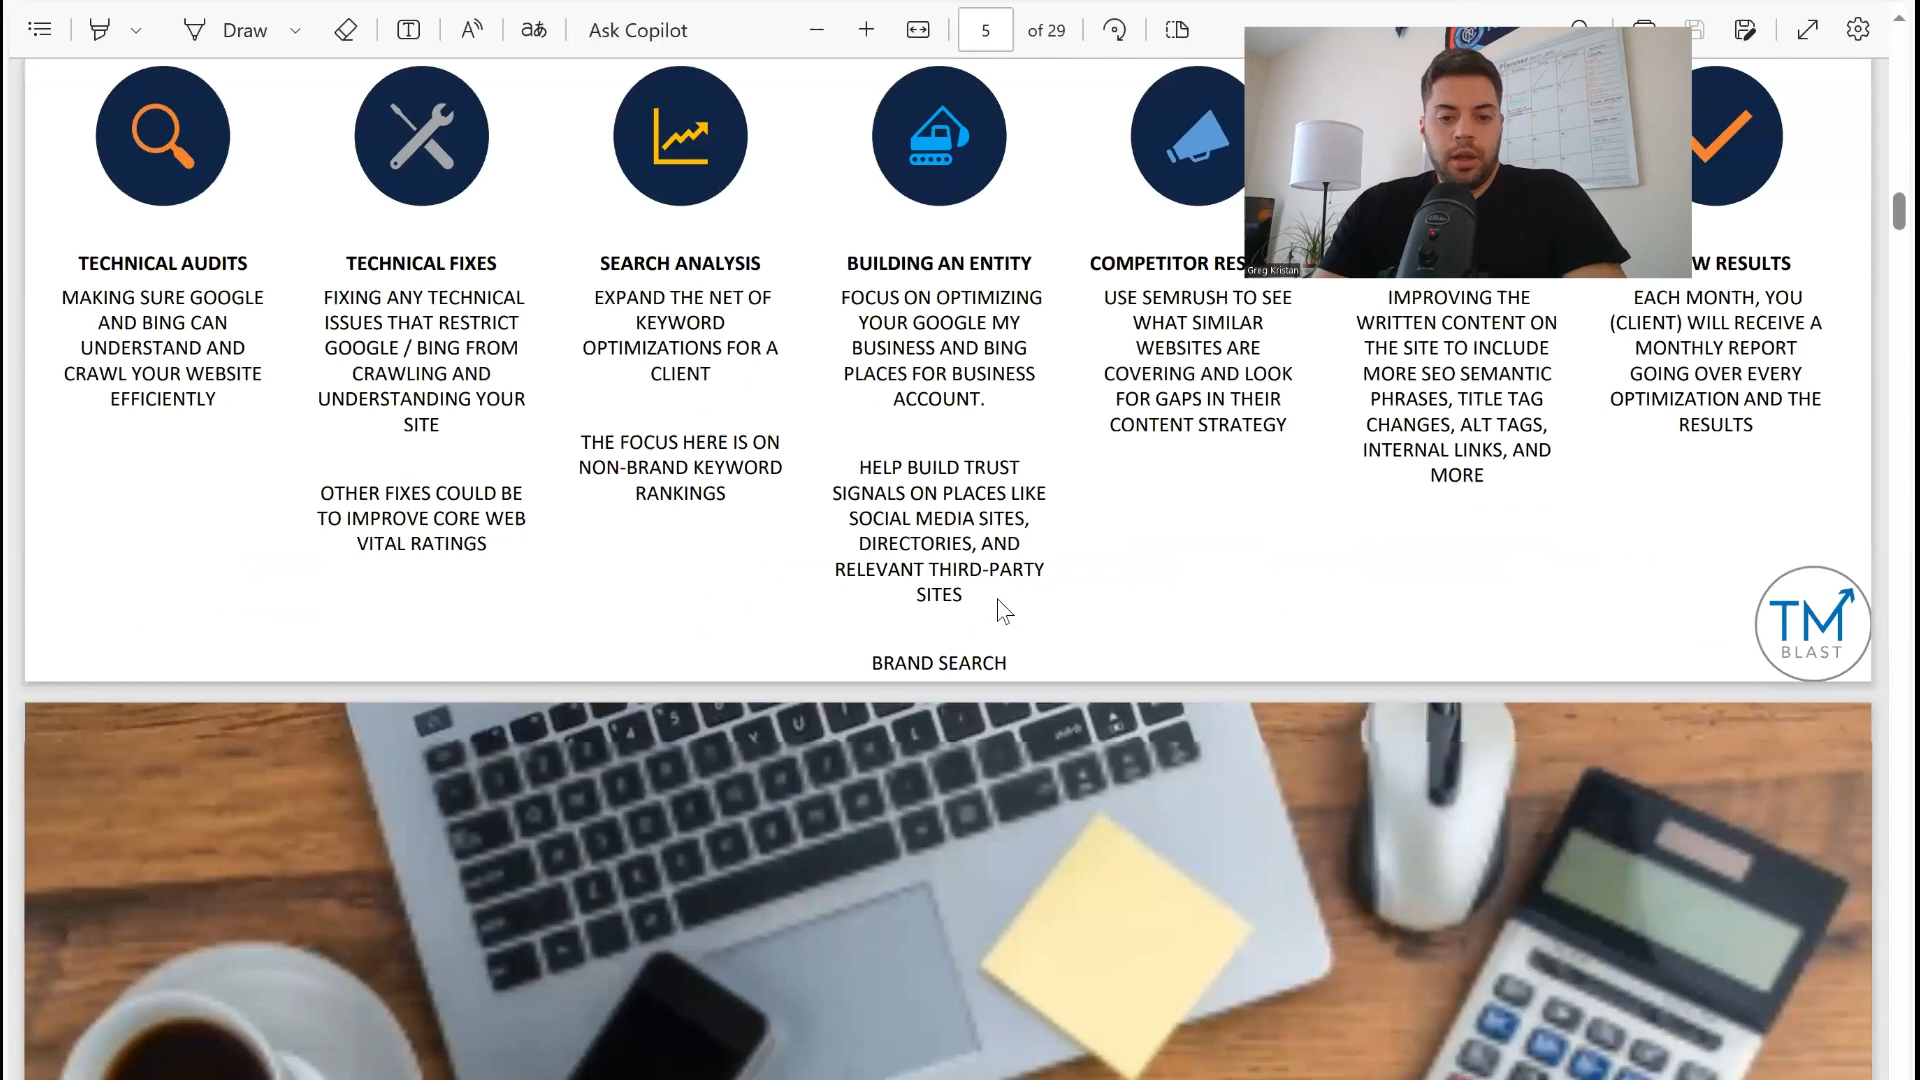 Draw
Ask Copilot
5
of 29
Planner
Greg Kristan
TECHNICAL AUDITS
MAKING SURE GOOGLE
AND BING CAN
UNDERSTAND AND
CRAWL YOUR WEBSITE
EFFICIENTLY
TECHNICAL FIXES
FIXING ANY TECHNICAL
ISSUES THAT RESTRICT
GOOGLE / BING FROM
CRAWLING AND
UNDERSTANDING YOUR
SITE
OTHER FIXES COULD BE
TO IMPROVE CORE WEB
VITAL RATINGS
SEARCH ANALYSIS
EXPAND THE NET OF
KEYWORD
OPTIMIZATIONS FOR A
CLIENT
THE FOCUS HERE IS ON
NON-BRAND KEYWORD
RANKINGS
BUILDING AN ENTITY
FOCUS ON OPTIMIZING
YOUR GOOGLE MY
BUSINESS AND BING
PLACES FOR BUSINESS
ACCOUNT.
HELP BUILD TRUST
SIGNALS ON PLACES LIKE
SOCIAL MEDIA SITES,
DIRECTORIES, AND
RELEVANT THIRD-PARTY
SITES
BRAND SEARCH
COMPETITOR RES
USE SEMRUSH TO SEE
WHAT SIMILAR
WEBSITES ARE
COVERING AND LOOK
FOR GAPS IN THEIR
CONTENT STRATEGY
IMPROVING THE
WRITTEN CONTENT ON
THE SITE TO INCLUDE
MORE SEO SEMANTIC
PHRASES, TITLE TAG
CHANGES, ALT TAGS,
INTERNAL LINKS, AND
MORE
W RESULTS
EACH MONTH, YOU
(CLIENT) WILL RECEIVE A
MONTHLY REPORT
GOING OVER EVERY
OPTIMIZATION AND THE
RESULTS
TM
BLAST